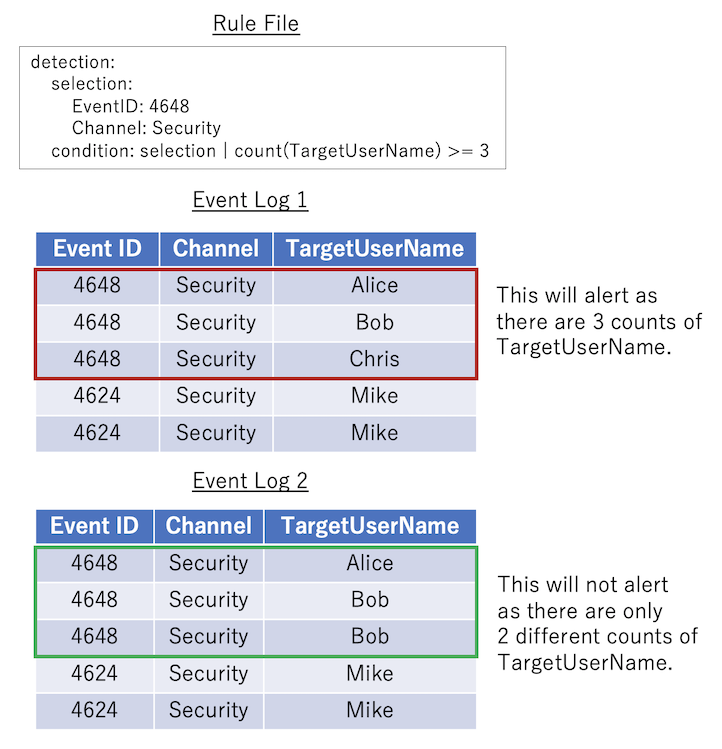 Rule File
detection:
selection:
EventID: 4648
Channel: Security
condition: selection | count(TargetUserName) >= 3
Event Log 1
Event ID Channel TargetUserName
4648 Security Alice
4648 Security Bob
4648 Security Chris
4624 Security Mike
4624 Security Mike
This will alert as
there are 3 counts of
TargetUserName.
Event Log 2
Event ID Channel TargetUserName
4648 Security Alice
4648 Security Bob
4648 Security Bob
4624 Security Mike
4624 Security Mike
This will not alert
as there are only
2 different counts of
TargetUserName.